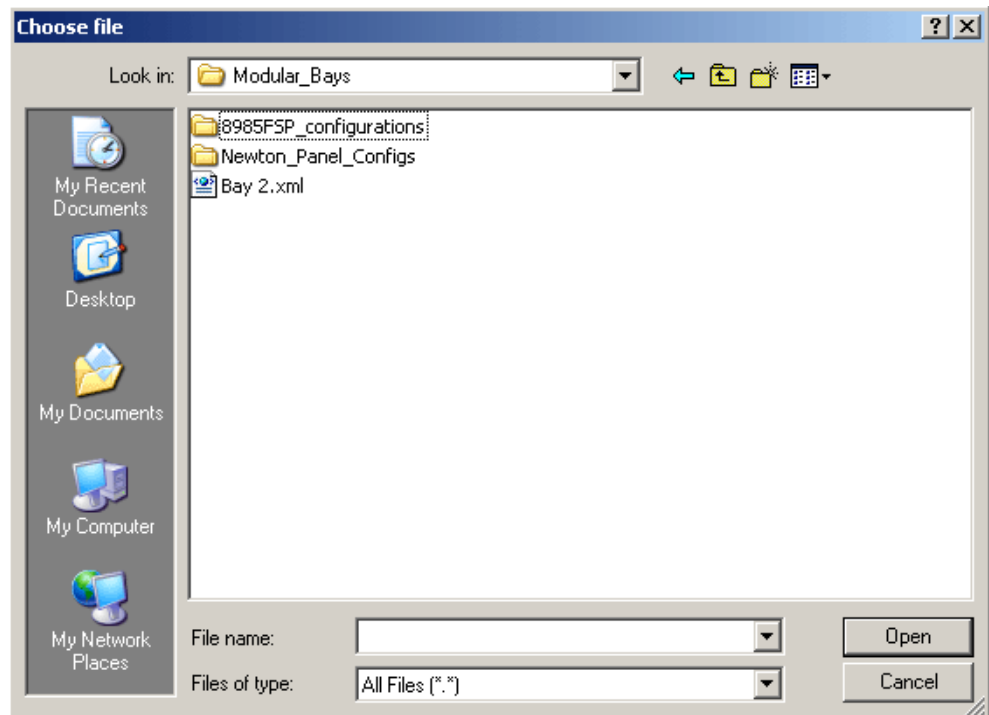 Choose file
Look in: Modular_Bays
8985FSP_configurations
Newton_Panel_Configs
Bay 2.xml
My Recent
Documents
Desktop
My Documents
My Computer
My Network
Places
File name:
Open
Files of type: All Files (*.*)
Cancel